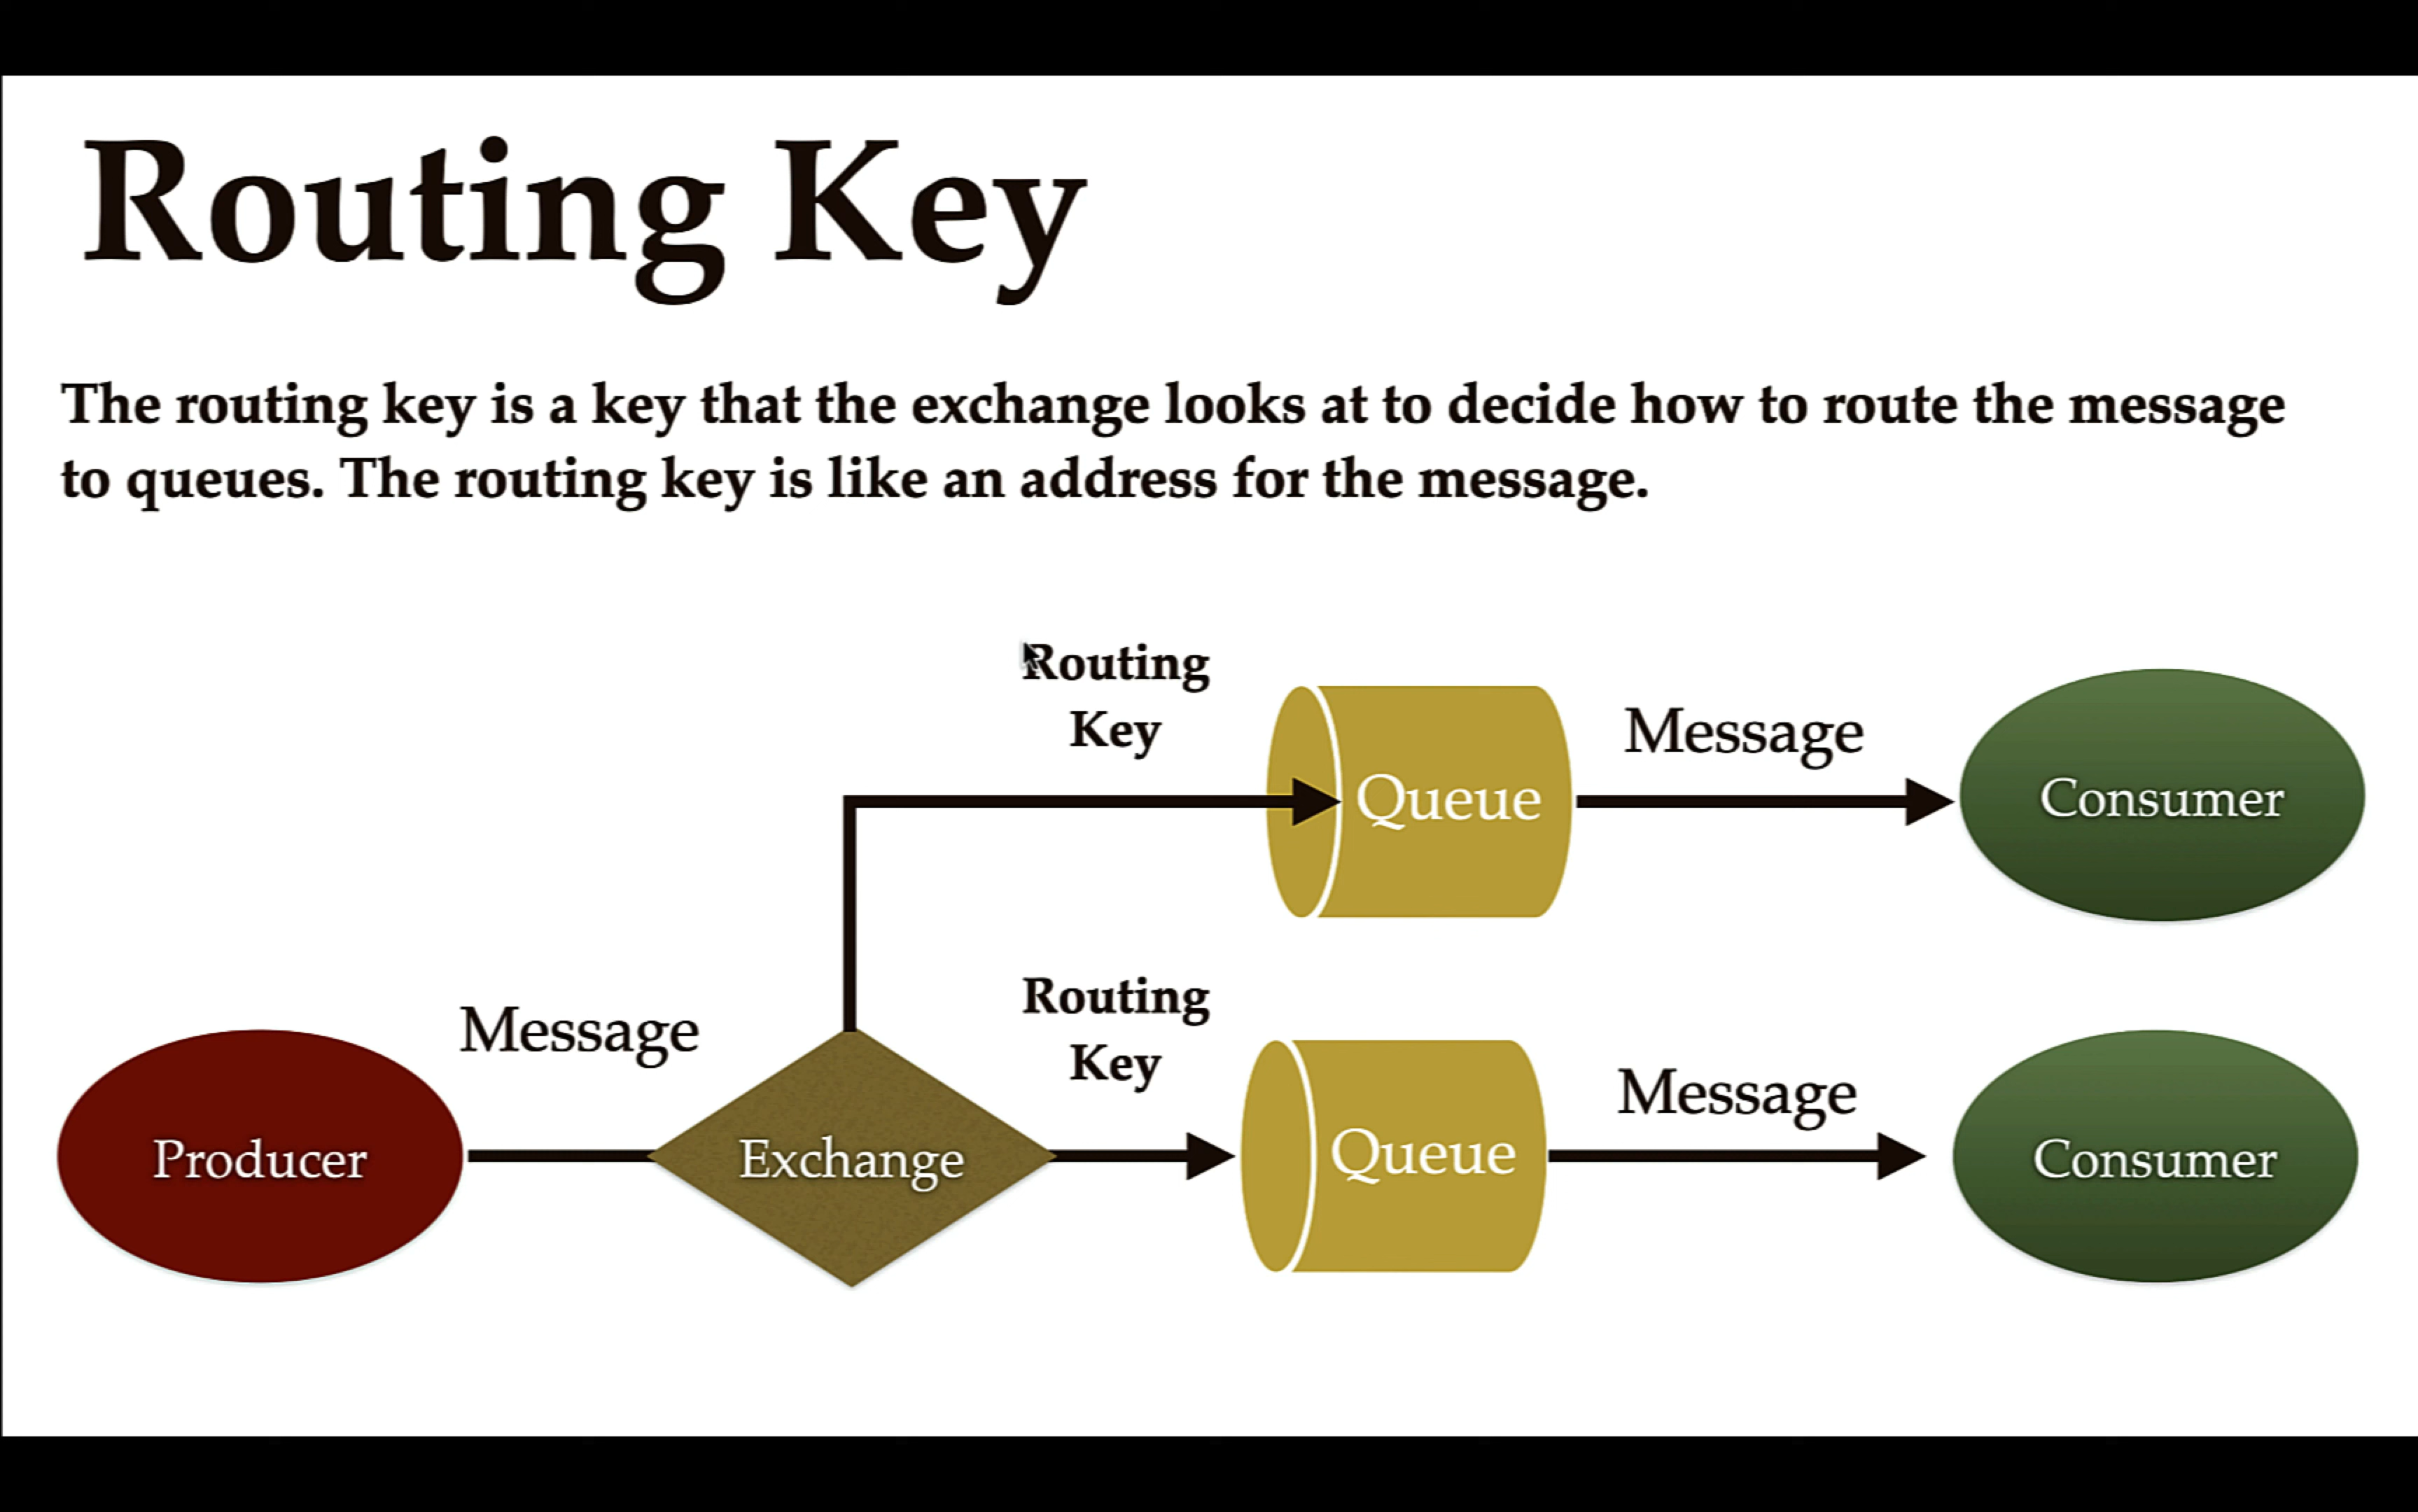 Routing Key
The routing key is a key that the exchange looks at to decide how to route the message
to queues. The routing key is like an address for the message.
Routing
Key
Message
Queue
Consumer
Routing
Key
Message
Message
Producer
Exchange
Queue
Consumer